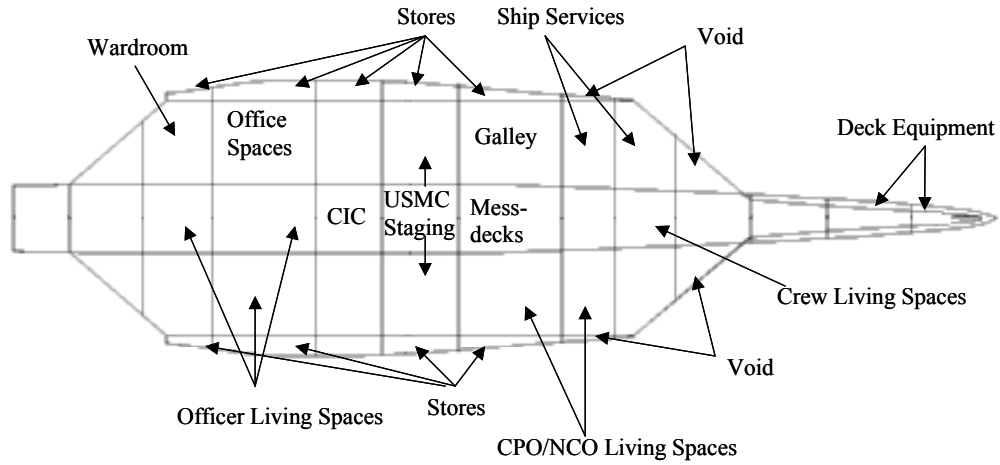 Stores
Ship Services
Void
Wardroom
Deck Equipment
Office
Spaces
Galley
CIC
USMC
Staging
Mess-
decks
Crew Living Spaces
Void
Officer Living Spaces
Stores
CPO/NCO Living Spaces